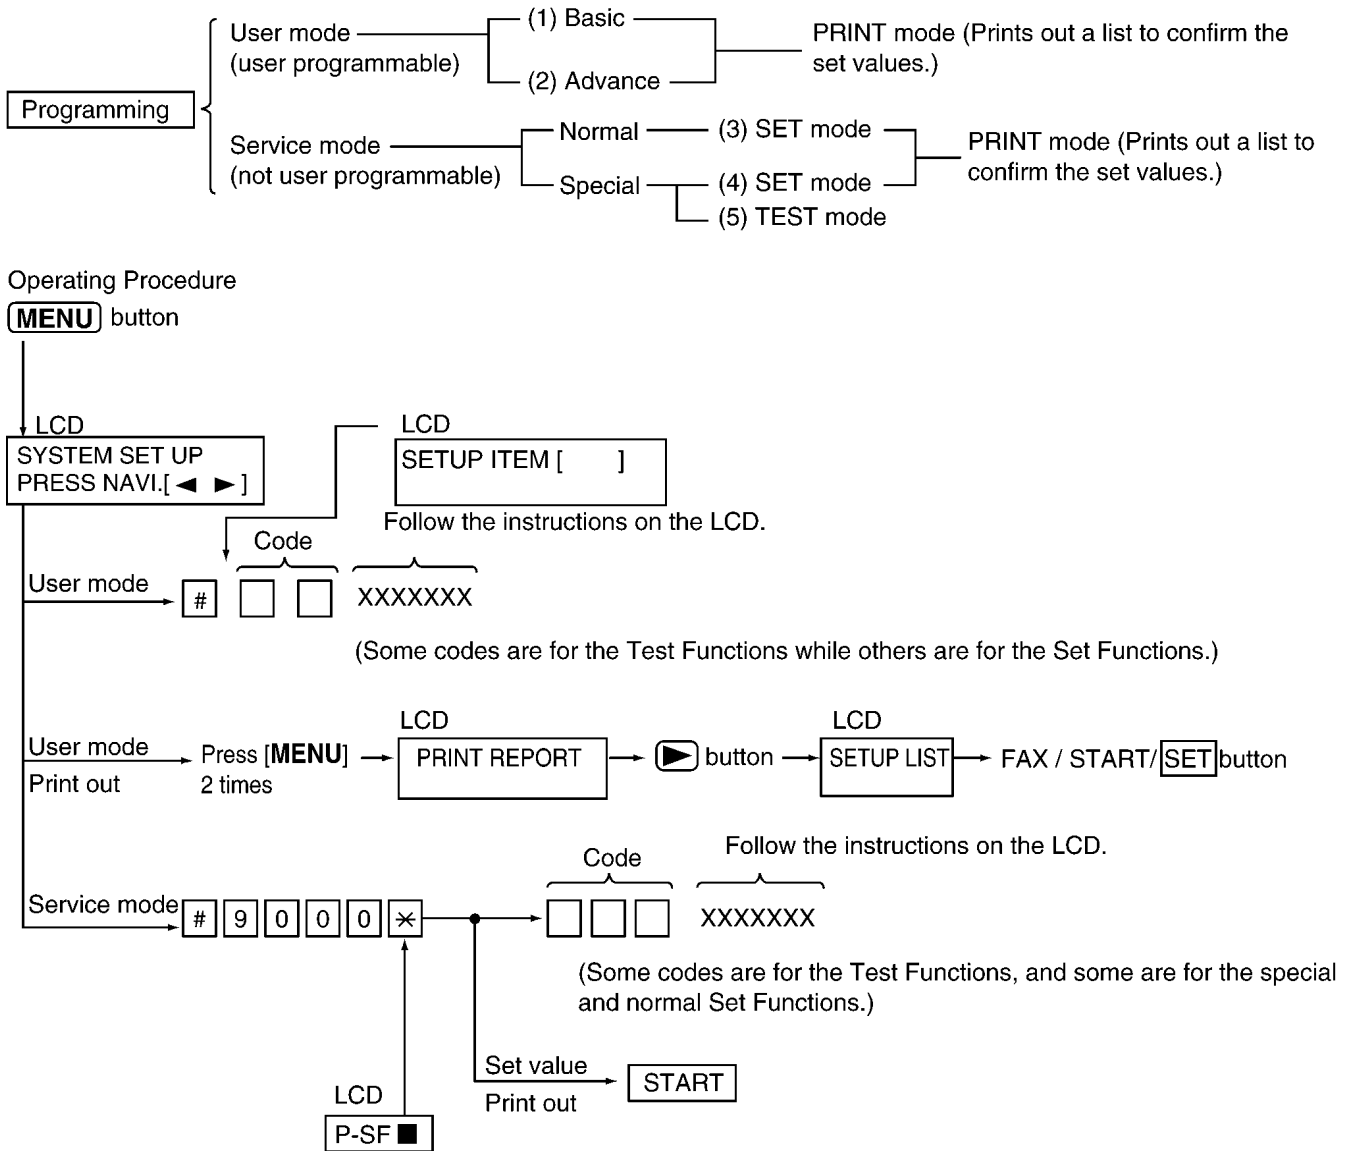 Programming
User mode
(user programmable)
(1) Basic
(2) Advance
PRINT mode (Prints out a list to confirm the
set values.)
Service mode
(not user programmable)
Normal
Special
(3) SET mode
(4) SET mode
(5) TEST mode
PRINT mode (Prints out a list to
confirm the set values.)
Operating Procedure
MENU button
LCD
SYSTEM SET UP
PRESS NAVI.[ ◄ ► ]
LCD
SETUP ITEM [ ]
Follow the instructions on the LCD.
Code
User mode
# XXXXXXX
(Some codes are for the Test Functions while others are for the Set Functions.)
User mode
Print out
Press [MENU]
2 times
LCD
PRINT REPORT
► button
LCD
SETUP LIST
FAX / START/ SET button
Service mode
# 9 0 0 0 *
Code
Follow the instructions on the LCD.
XXXXXXX
(Some codes are for the Test Functions, and some are for the special
and normal Set Functions.)
Set value
Print out
START
LCD
P-SF ■